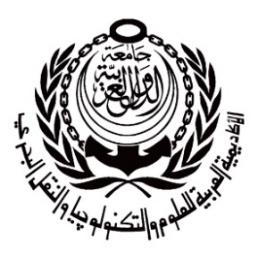 جامعة
الدول العربية
الأكاديمية العربية للعلوم والتكنولوجيا والنقل البحري